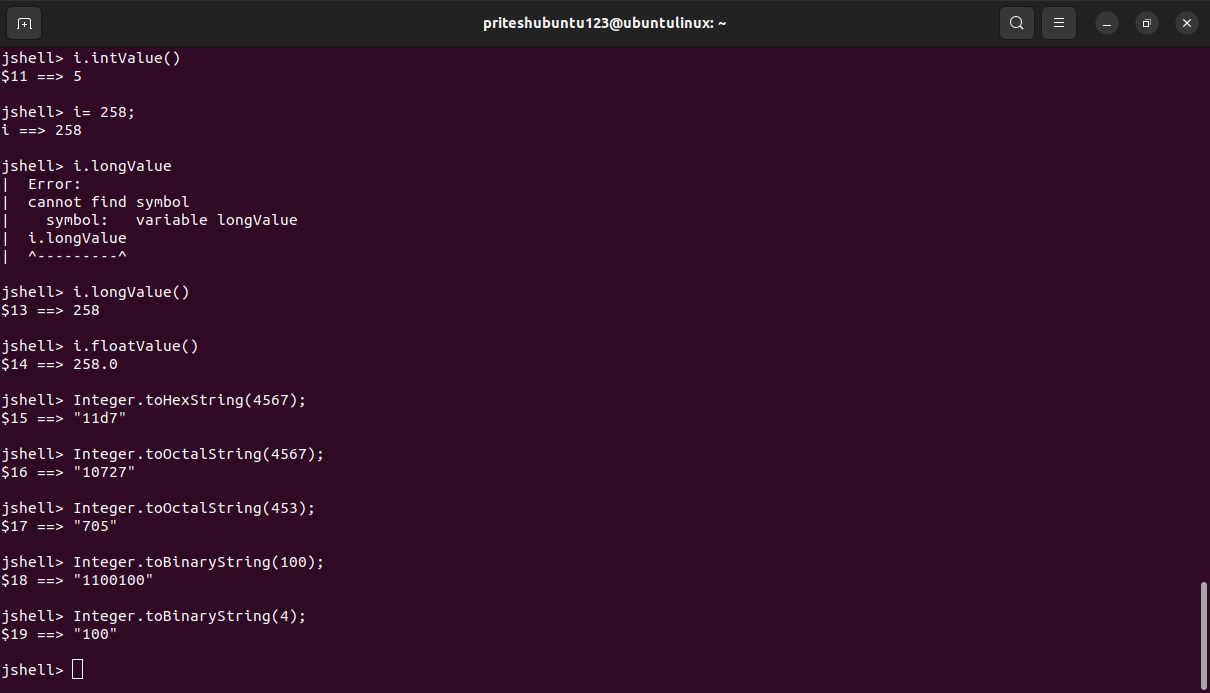 priteshubuntu123@ubuntulinux: ~
jshell> i.intValue()
$11 ==> 5
jshell> i= 258;
i ==> 258
jshell> i.longValue
|  Error:
|  cannot find symbol
|    symbol:   variable longValue
|  i.longValue
|  ^---------^
jshell> i.longValue()
$13 ==> 258
jshell> i.floatValue()
$14 ==> 258.0
jshell> Integer.toHexString(4567);
$15 ==> "11d7"
jshell> Integer.toOctalString(4567);
$16 ==> "10727"
jshell> Integer.toOctalString(453);
$17 ==> "705"
jshell> Integer.toBinaryString(100);
$18 ==> "1100100"
jshell> Integer.toBinaryString(4);
$19 ==> "100"
jshell>